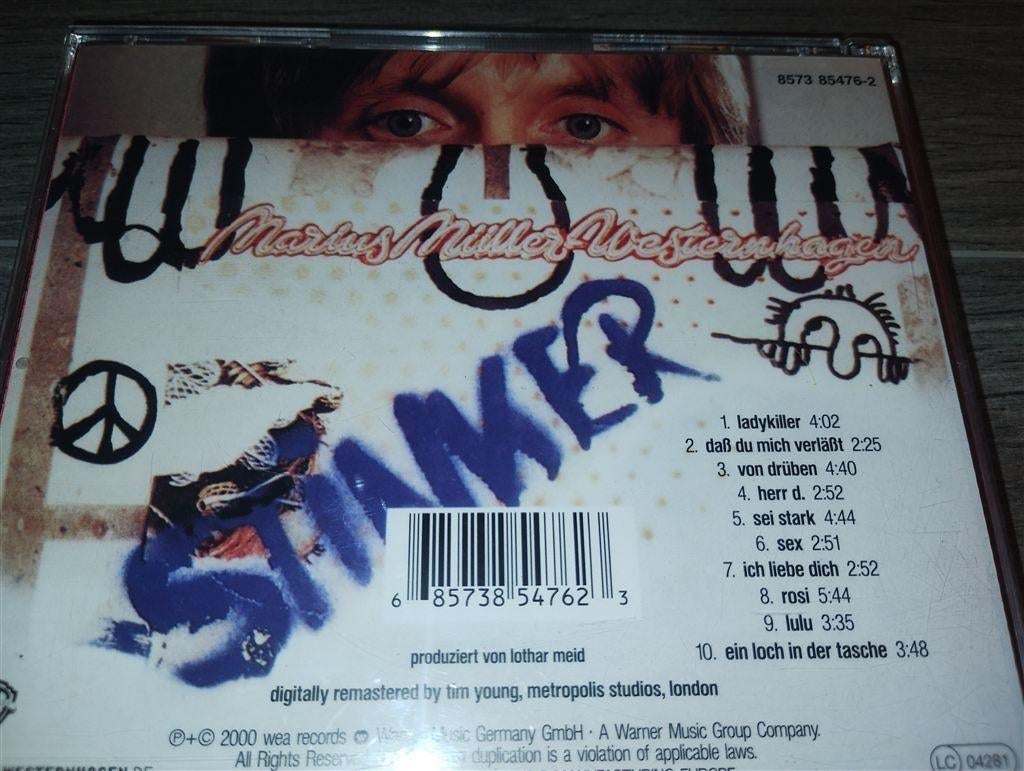 8573 85476-2
Marius Müller-Westernhagen
STINKER
1. ladykiller 4:02
2. daß du mich verläßt 2:25
3. von drüben 4:40
4. herr d. 2:52
5. sei stark 4:44
6. sex 2:51
7. ich liebe dich 2:52
8. rosi 5:44
9. lulu 3:35
10. ein loch in der tasche 3:48
6 85738 54762 3
produziert von lothar meid
digitally remastered by tim young, metropolis studios, london
℗+© 2000 wea records Music Germany GmbH · A Warner Music Group Company.
All Rights duplication is a violation of applicable laws.
WESTERNHAGEN.DE
LC 04281